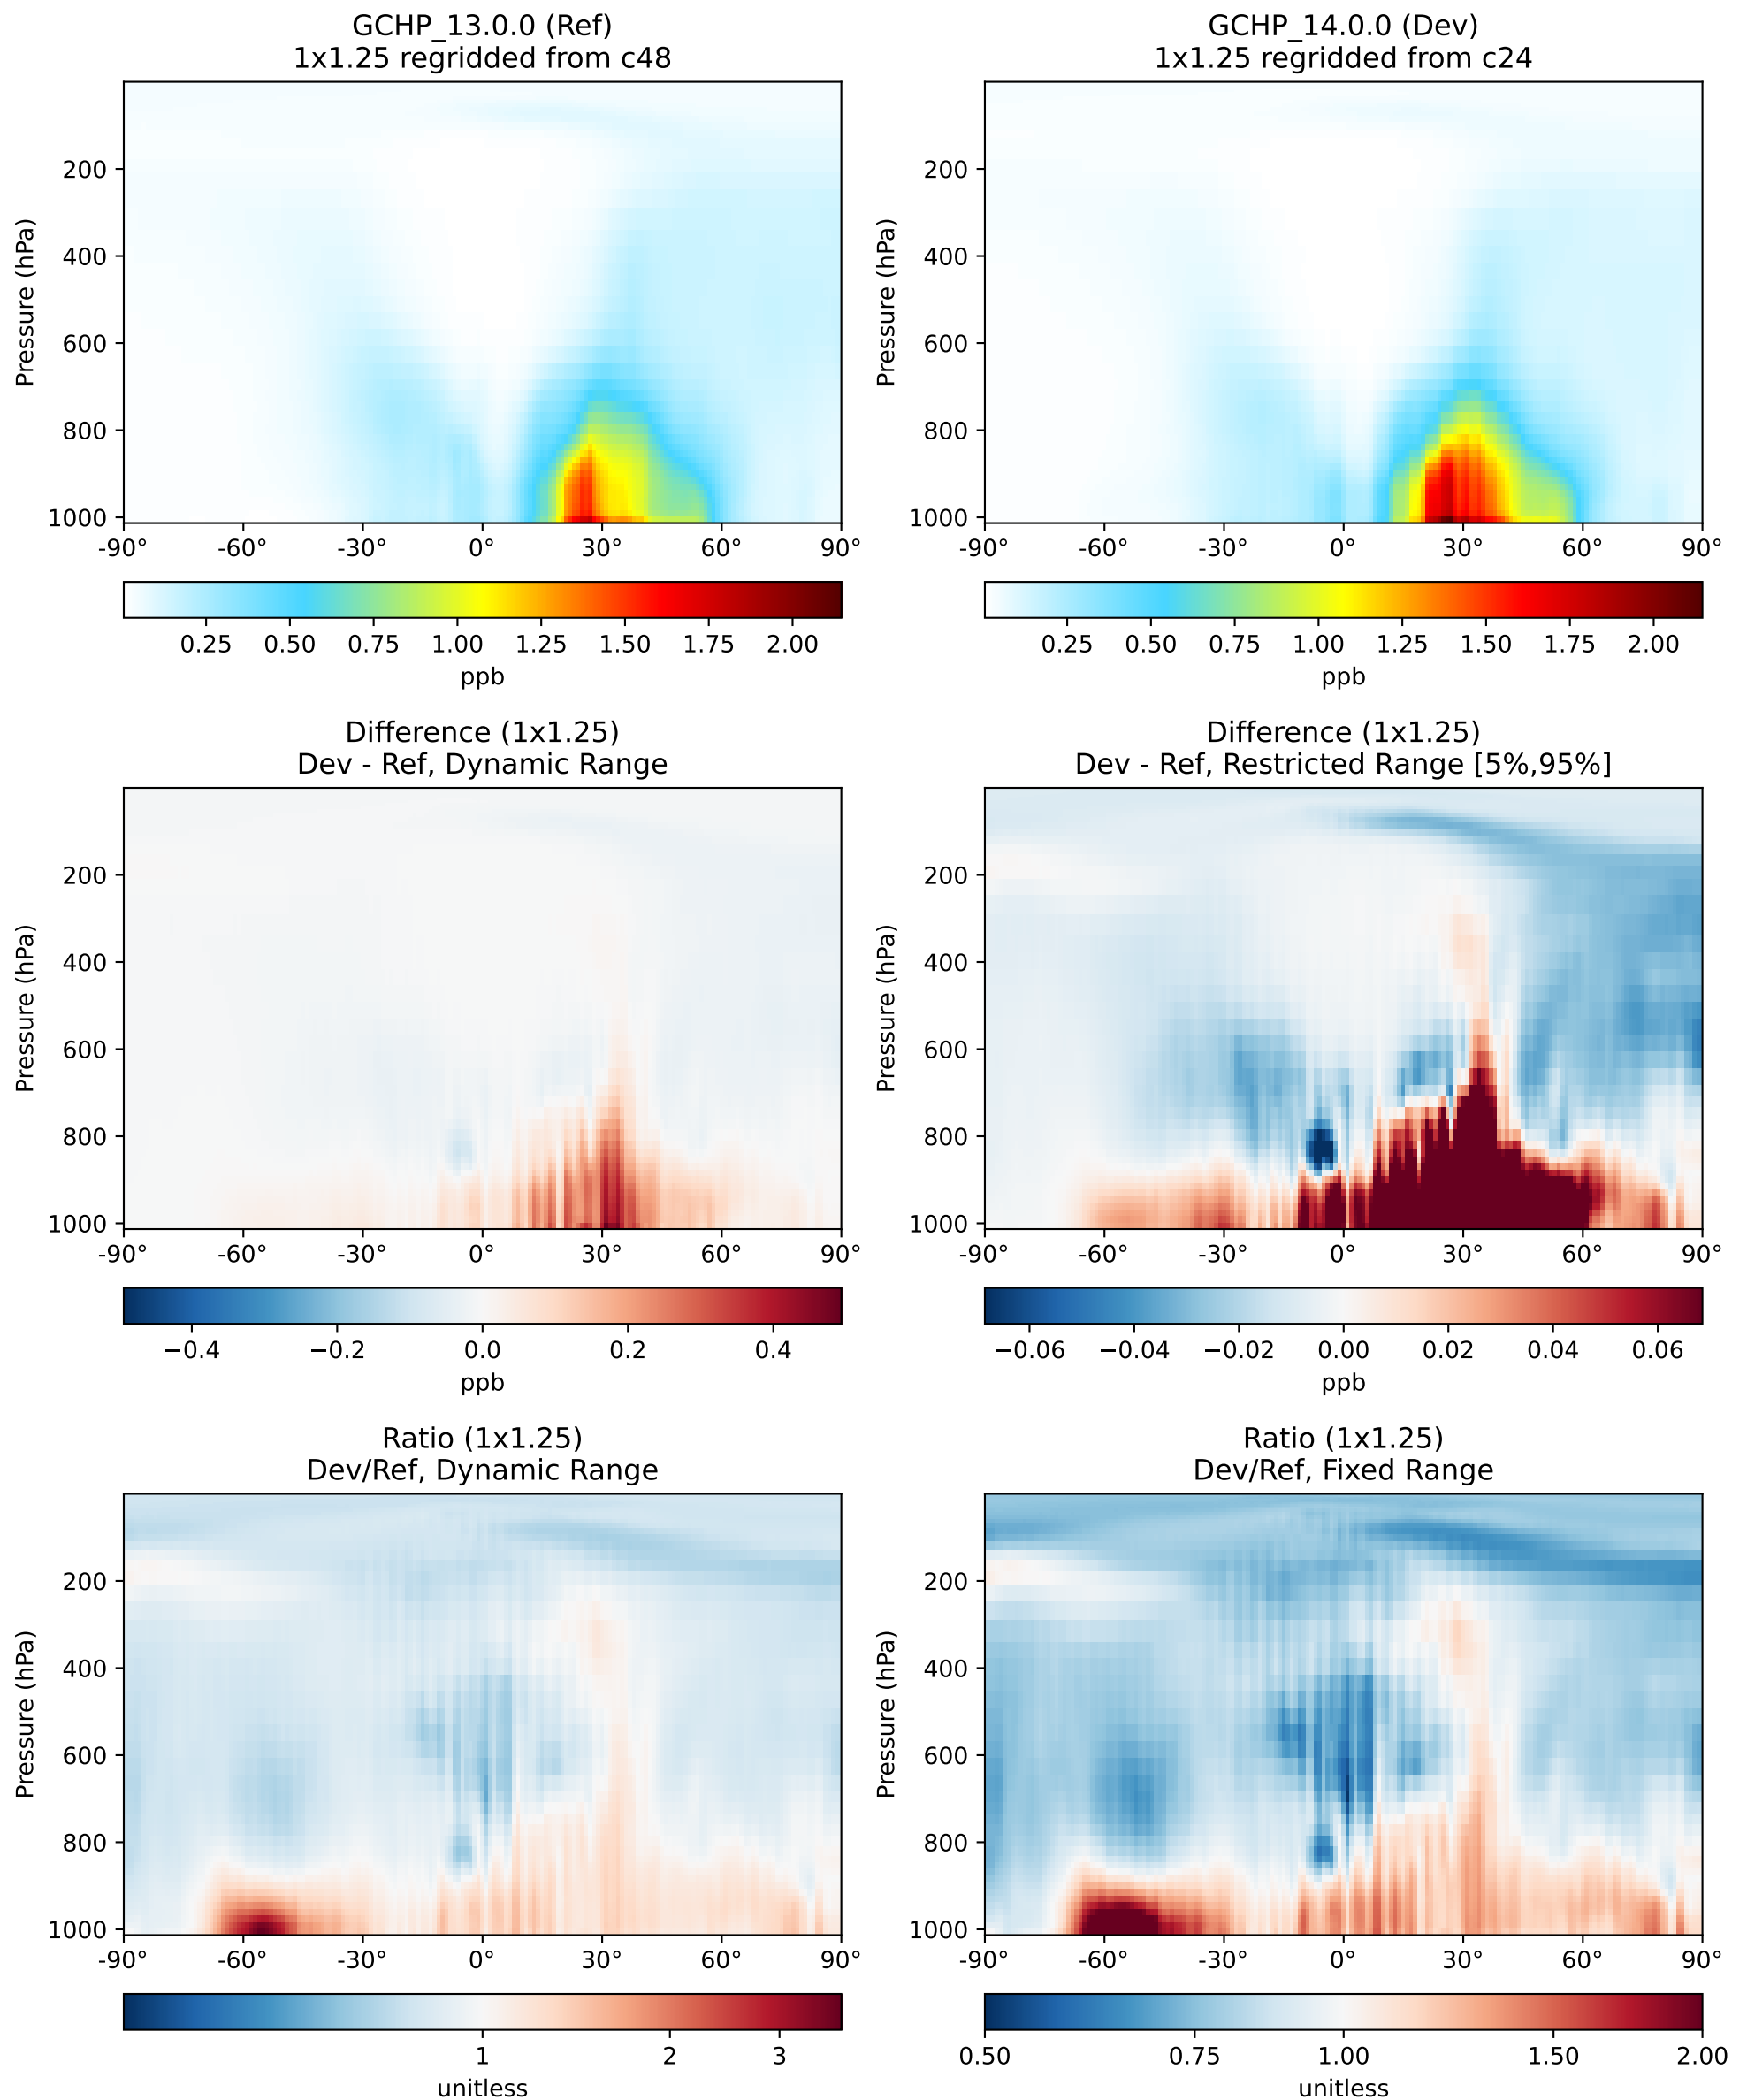 GCHP_13.0.0 (Ref)
1x1.25 regridded from c48
Pressure (hPa)
200
400
600
800
1000
-90° -60° -30° 0° 30° 60° 90°
0.25 0.50 0.75 1.00 1.25 1.50 1.75 2.00
ppb
GCHP_14.0.0 (Dev)
1x1.25 regridded from c24
Pressure (hPa)
200
400
600
800
1000
-90° -60° -30° 0° 30° 60° 90°
0.25 0.50 0.75 1.00 1.25 1.50 1.75 2.00
ppb
Difference (1x1.25)
Dev - Ref, Dynamic Range
Pressure (hPa)
200
400
600
800
1000
-90° -60° -30° 0° 30° 60° 90°
−0.4 −0.2 0.0 0.2 0.4
ppb
Difference (1x1.25)
Dev - Ref, Restricted Range [5%,95%]
Pressure (hPa)
200
400
600
800
1000
-90° -60° -30° 0° 30° 60° 90°
−0.06 −0.04 −0.02 0.00 0.02 0.04 0.06
ppb
Ratio (1x1.25)
Dev/Ref, Dynamic Range
Pressure (hPa)
200
400
600
800
1000
-90° -60° -30° 0° 30° 60° 90°
1 2 3
unitless
Ratio (1x1.25)
Dev/Ref, Fixed Range
Pressure (hPa)
200
400
600
800
1000
-90° -60° -30° 0° 30° 60° 90°
0.50 0.75 1.00 1.50 2.00
unitless